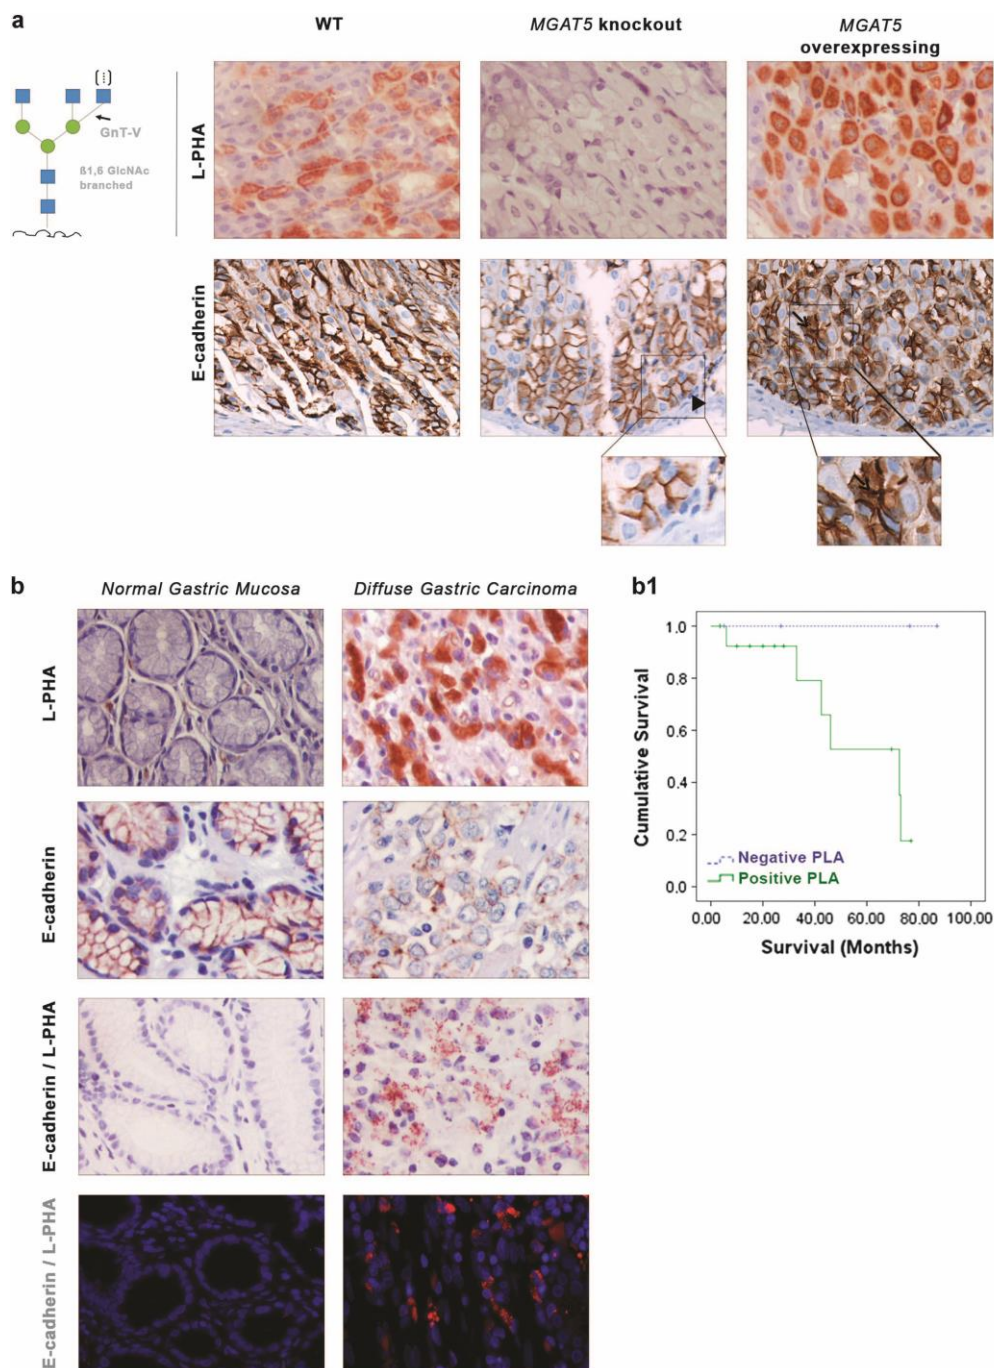 a
WT
MGAT5 knockout
MGAT5
overexpressing
GnT-V
ß1,6 GlcNAc
branched
L-PHA
E-cadherin
b
Normal Gastric Mucosa
Diffuse Gastric Carcinoma
L-PHA
E-cadherin
E-cadherin / L-PHA
E-cadherin / L-PHA
b1
Cumulative Survival
1.0
0.8
0.6
0.4
0.2
0.0
Negative PLA
Positive PLA
0.00 20.00 40.00 60.00 80.00 100.00
Survival (Months)